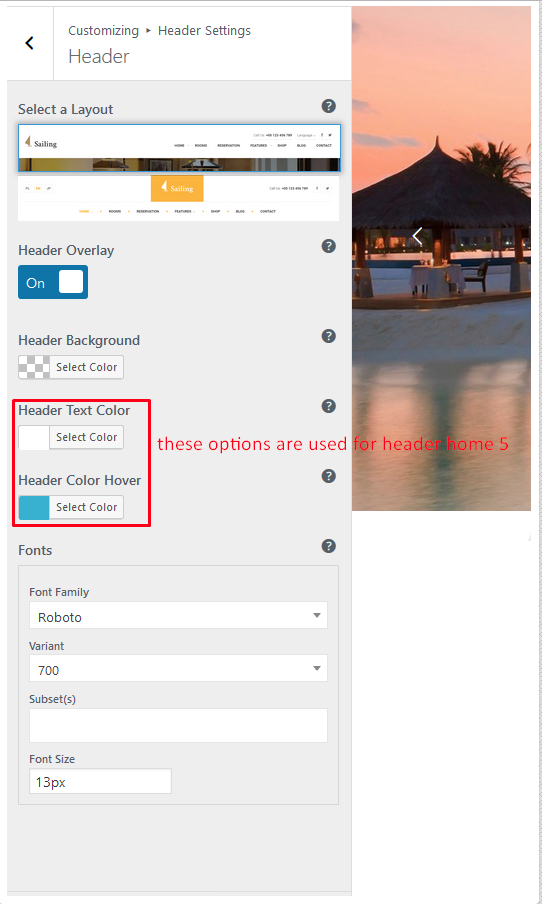 Customizing ▸ Header Settings
Header
Select a Layout
Call Us: +00 123 456 789 Language
Sailing
HOME ROOMS RESERVATION FEATURES SHOP BLOG CONTACT
EN
Sailing
Call Us: +00 123 456 789
HOME ROOMS RESERVATION FEATURES SHOP BLOG CONTACT
Header Overlay
On
Header Background
Select Color
Header Text Color
Select Color
these options are used for header home 5
Header Color Hover
Select Color
Fonts
Font Family
Roboto
Variant
700
Subset(s)
Font Size
13px